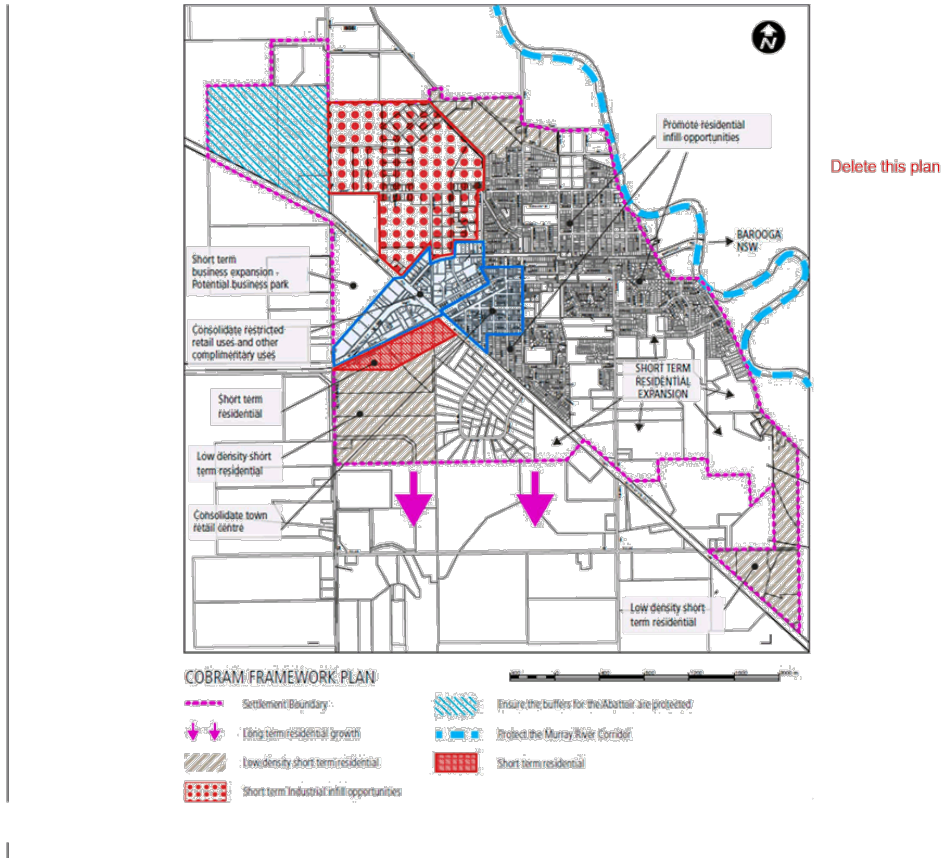 N
Promote residential
infill opportunities
Delete this plan
BAROOGA
NSW
Short term
business expansion -
Potential business park
Consolidate restricted
retail uses and other
complimentary uses
SHORT TERM
RESIDENTIAL
EXPANSION
Short term
residential
Low density short
term residential
Consolidate town
retail centre
Low density short
term residential
COBRAM FRAMEWORK PLAN
Settlement Boundary
Ensure the buffers for the Abattoir are protected
Long term residential growth
Protect the Murray River Corridor
Low density short term residential
Short term residential
Short term Industrial infill opportunities